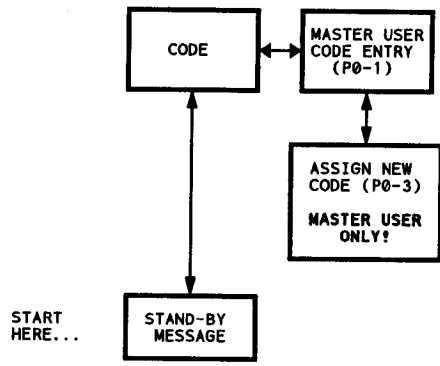 CODE
MASTER USER
CODE ENTRY
(P0-1)
ASSIGN NEW
CODE (P0-3)
MASTER USER
ONLY!
START
HERE...
STAND-BY
MESSAGE